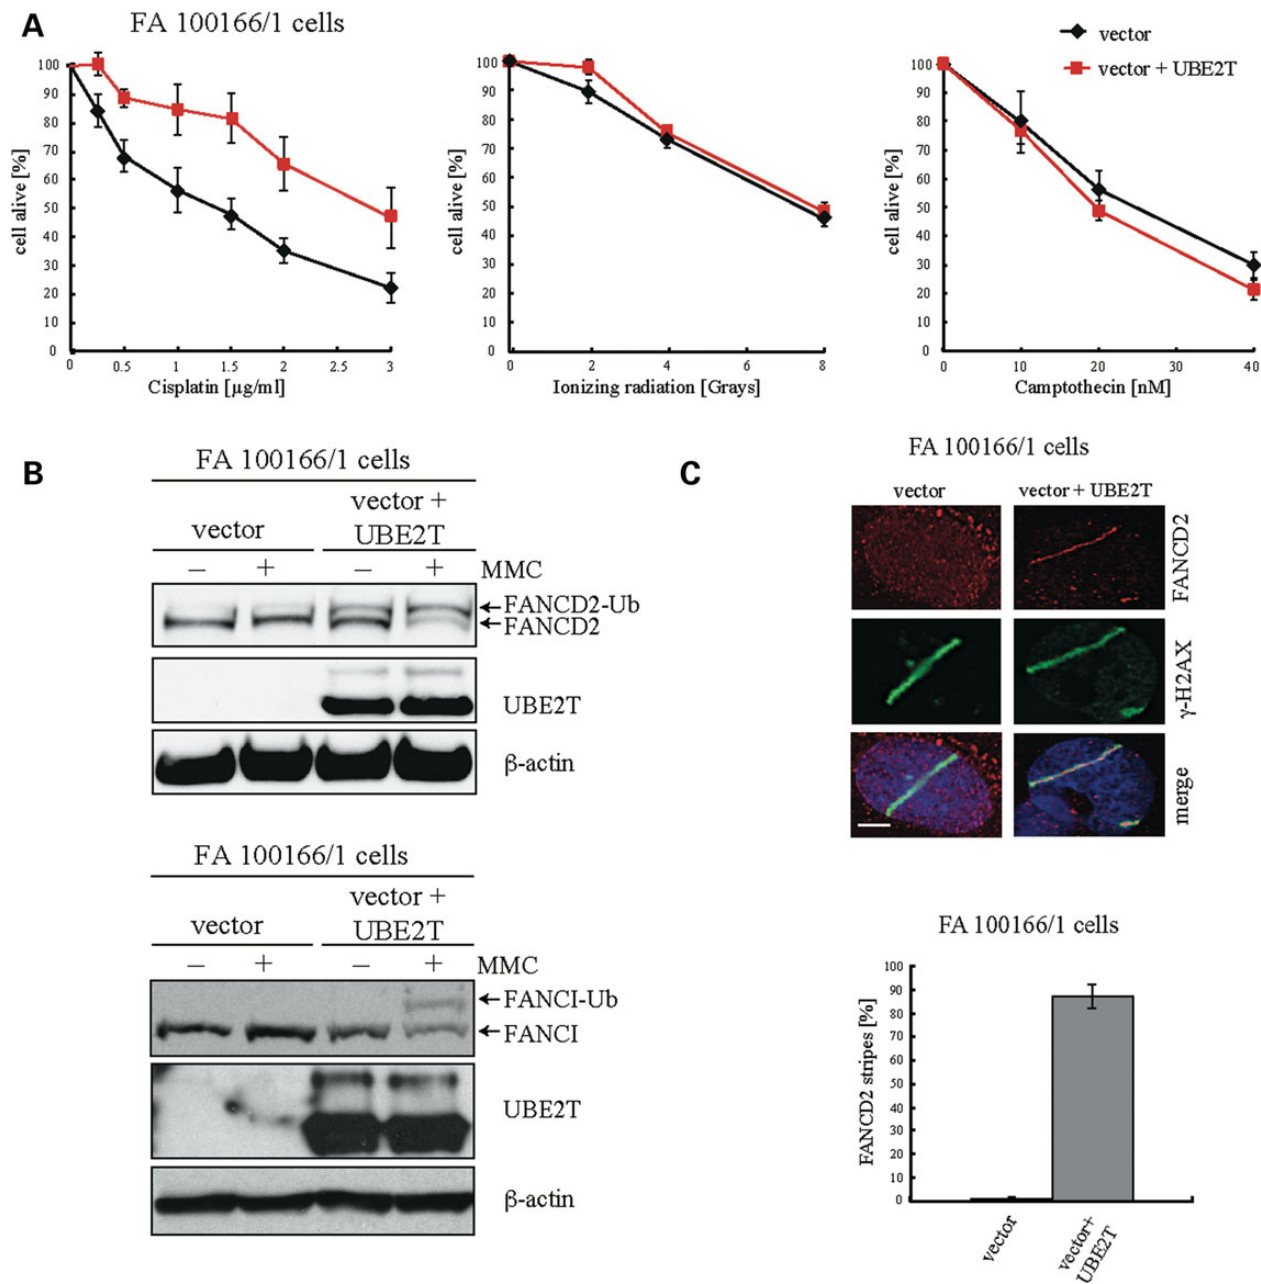 A
FA 100166/1 cells
vector
vector + UBE2T
cell alive [%]
100
90
80
70
60
50
40
30
20
10
0
0
0.5
1
1.5
2
2.5
3
Cisplatin [µg/ml]
cell alive [%]
100
90
80
70
60
50
40
30
20
10
0
0
2
4
6
8
Ionizing radiation [Grays]
cell alive [%]
100
90
80
70
60
50
40
30
20
10
0
0
10
20
30
40
Camptothecin [nM]
B
FA 100166/1 cells
vector
vector +
UBE2T
– + – + MMC
FANCD2-Ub
FANCD2
UBE2T
β-actin
FA 100166/1 cells
vector
vector +
UBE2T
– + – + MMC
FANCI-Ub
FANCI
UBE2T
β-actin
C
FA 100166/1 cells
vector
vector + UBE2T
FANCD2
γ-H2AX
merge
FA 100166/1 cells
FANCD2 stripes [%]
100
90
80
70
60
50
40
30
20
10
0
vector
vector+
UBE2T